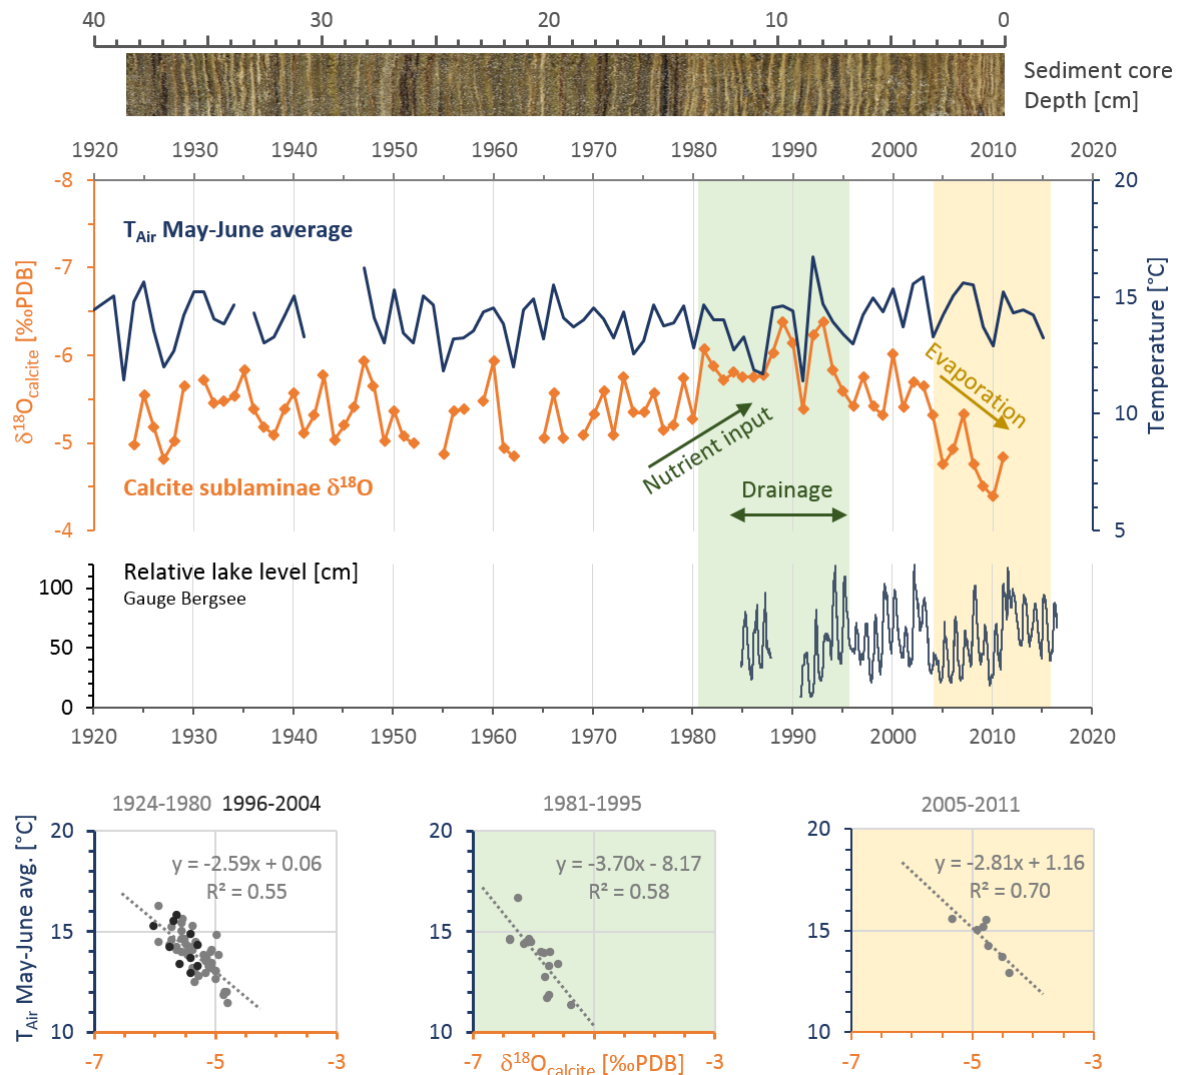 40 30 20 10 0
Sediment core
Depth [cm]
1920 1930 1940 1950 1960 1970 1980 1990 2000 2010 2020
-8 20
T_Air May-June average
-7 15
δ¹⁸O_calcite [‰PDB]
Temperature [°C]
-6 10
Evaporation
-5
Nutrient input
Calcite sublaminae δ¹⁸O
Drainage
-4 5
Relative lake level [cm]
Gauge Bergsee
100
50
0
1920 1930 1940 1950 1960 1970 1980 1990 2000 2010 2020
1924-1980 1996-2004
1981-1995
2005-2011
T_Air May-June avg. [°C]
20 20 20
y = -2.59x + 0.06
R² = 0.55
y = -3.70x - 8.17
R² = 0.58
y = -2.81x + 1.16
R² = 0.70
15 15 15
10 10 10
-7 -5 -3 -7 δ¹⁸O_calcite [‰PDB] -3 -7 -5 -3